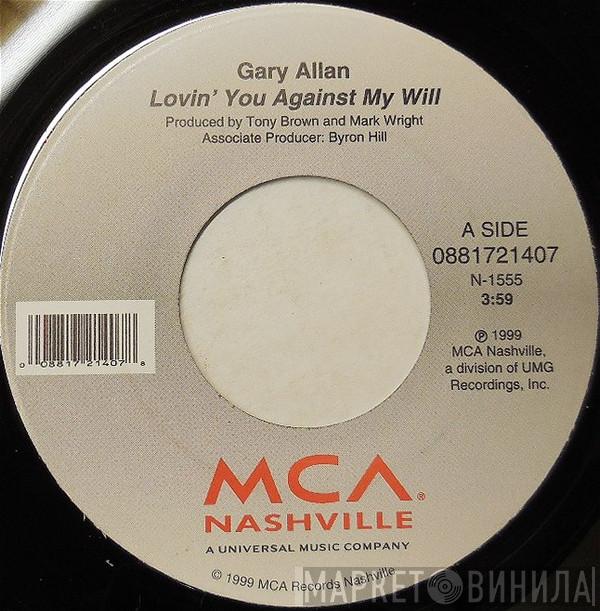 Gary Allan
Lovin' You Against My Will
Produced by Tony Brown and Mark Wright
Associate Producer: Byron Hill
A SIDE
0881721407
N-1555
3:59
℗ 1999
MCA Nashville,
a division of UMG
Recordings, Inc.
0 08817 21407 8
MCA®
NASHVILLE
A UNIVERSAL MUSIC COMPANY
© 1999 MCA Records Nashville
МАРКЕТ ВИНИЛА